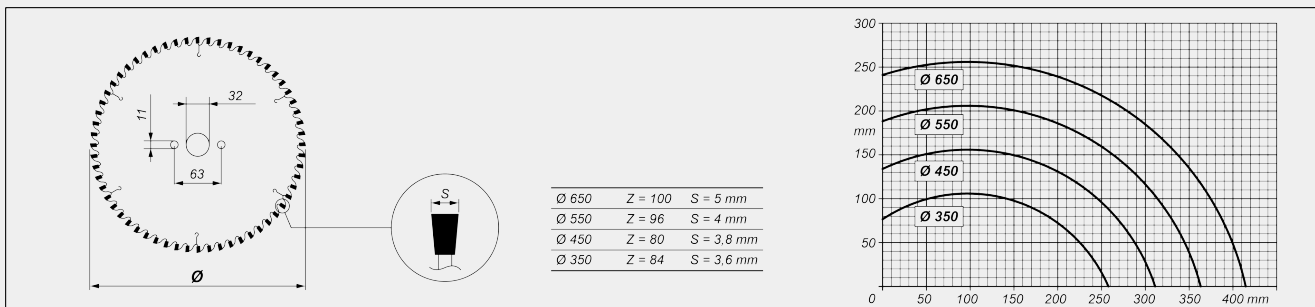 32
11
63
Ø
S
Ø 650 Z = 100 S = 5 mm
Ø 550 Z = 96 S = 4 mm
Ø 450 Z = 80 S = 3,8 mm
Ø 350 Z = 84 S = 3,6 mm
300
250
200
mm
150
100
50
Ø 650
Ø 550
Ø 450
Ø 350
0 50 100 150 200 250 300 350 400 mm